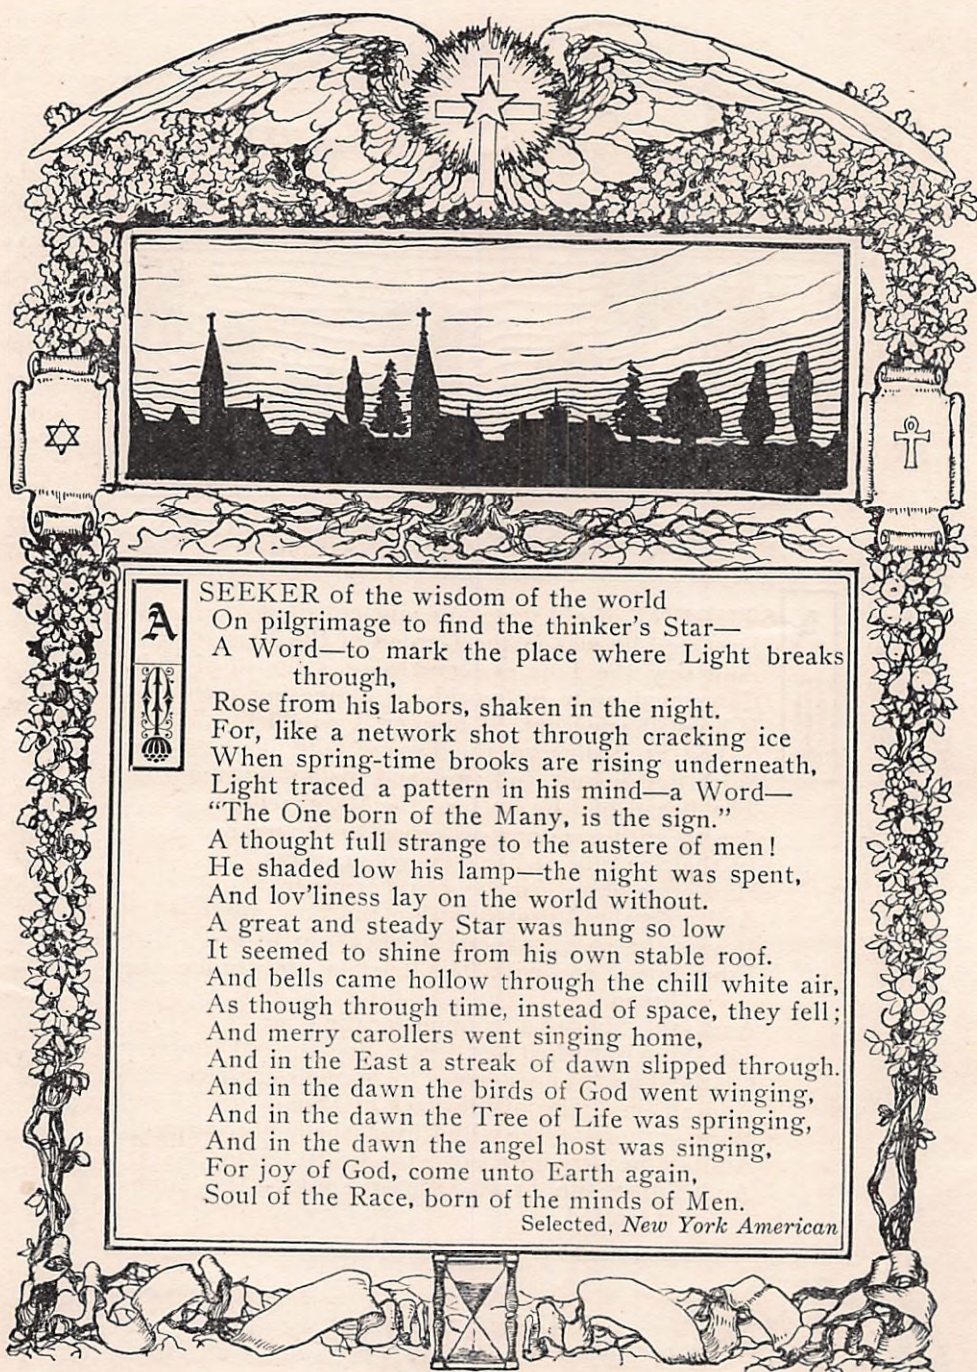 A SEEKER of the wisdom of the world
On pilgrimage to find the thinker's Star—
A Word—to mark the place where Light breaks
through,
Rose from his labors, shaken in the night.
For, like a network shot through cracking ice
When spring-time brooks are rising underneath,
Light traced a pattern in his mind—a Word—
“The One born of the Many, is the sign.”
A thought full strange to the austere of men!
He shaded low his lamp—the night was spent,
And lov'liness lay on the world without.
A great and steady Star was hung so low
It seemed to shine from his own stable roof.
And bells came hollow through the chill white air,
As though through time, instead of space, they fell;
And merry carollers went singing home,
And in the East a streak of dawn slipped through.
And in the dawn the birds of God went winging,
And in the dawn the Tree of Life was springing,
And in the dawn the angel host was singing,
For joy of God, come unto Earth again,
Soul of the Race, born of the minds of Men.
Selected, New York American